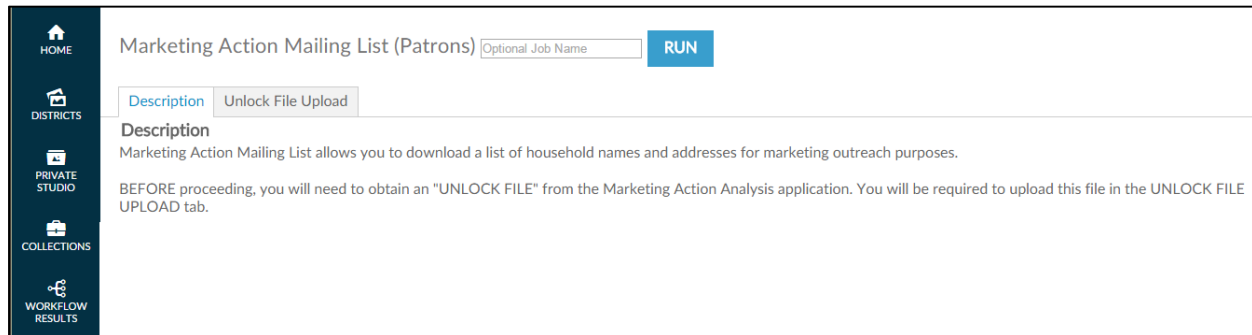 HOME
DISTRICTS
PRIVATE
STUDIO
COLLECTIONS
WORKFLOW
RESULTS
Marketing Action Mailing List (Patrons) Optional Job Name RUN
Description Unlock File Upload
Description
Marketing Action Mailing List allows you to download a list of household names and addresses for marketing outreach purposes.
BEFORE proceeding, you will need to obtain an "UNLOCK FILE" from the Marketing Action Analysis application. You will be required to upload this file in the UNLOCK FILE
UPLOAD tab.